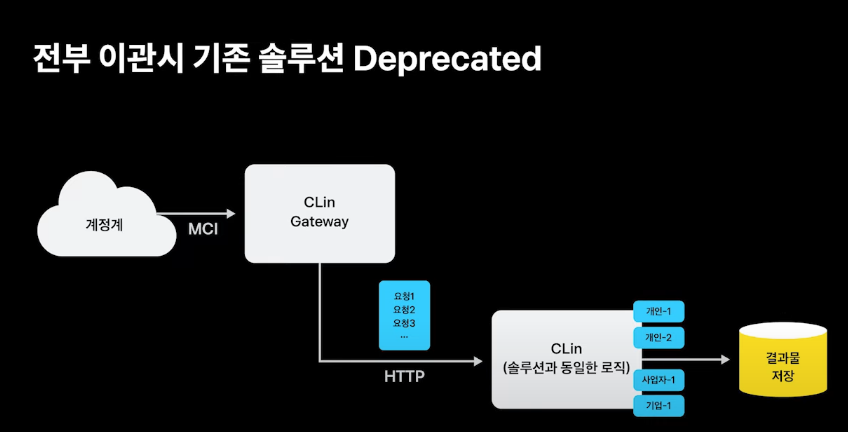 전부 이관시 기존 솔루션 Deprecated
계정계
MCI
CLin
Gateway
요청1
요청2
요청3
...
HTTP
CLin
(솔루션과 동일한 로직)
개인-1
개인-2
사업자-1
기업-1
결과물
저장